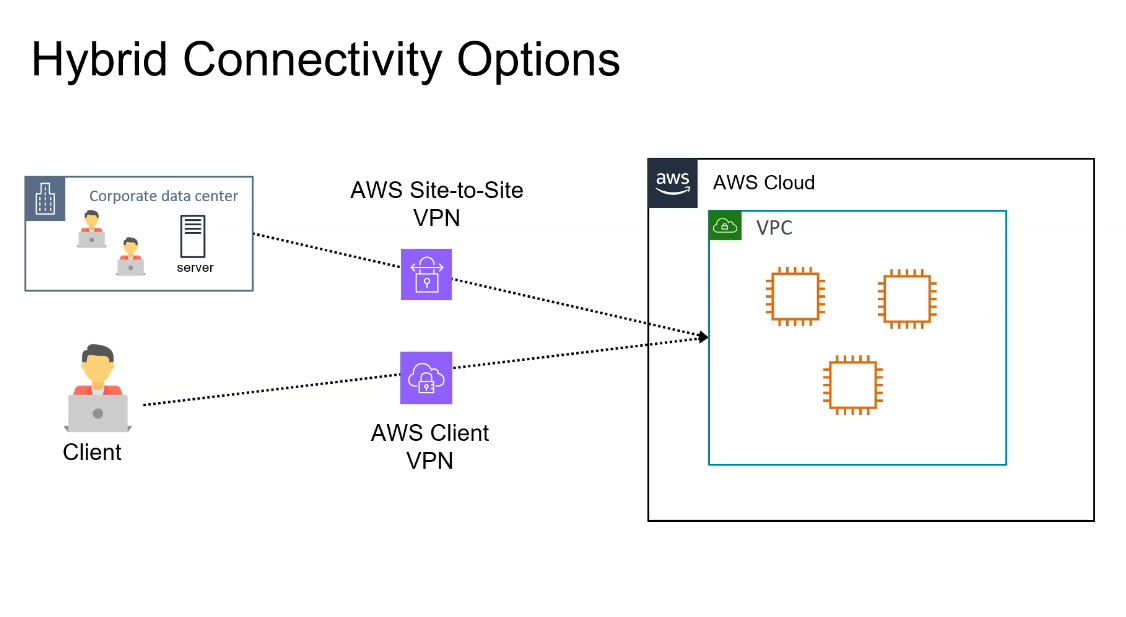 Hybrid Connectivity Options
Corporate data center
server
AWS Site-to-Site
VPN
aws
AWS Cloud
VPC
Client
AWS Client
VPN